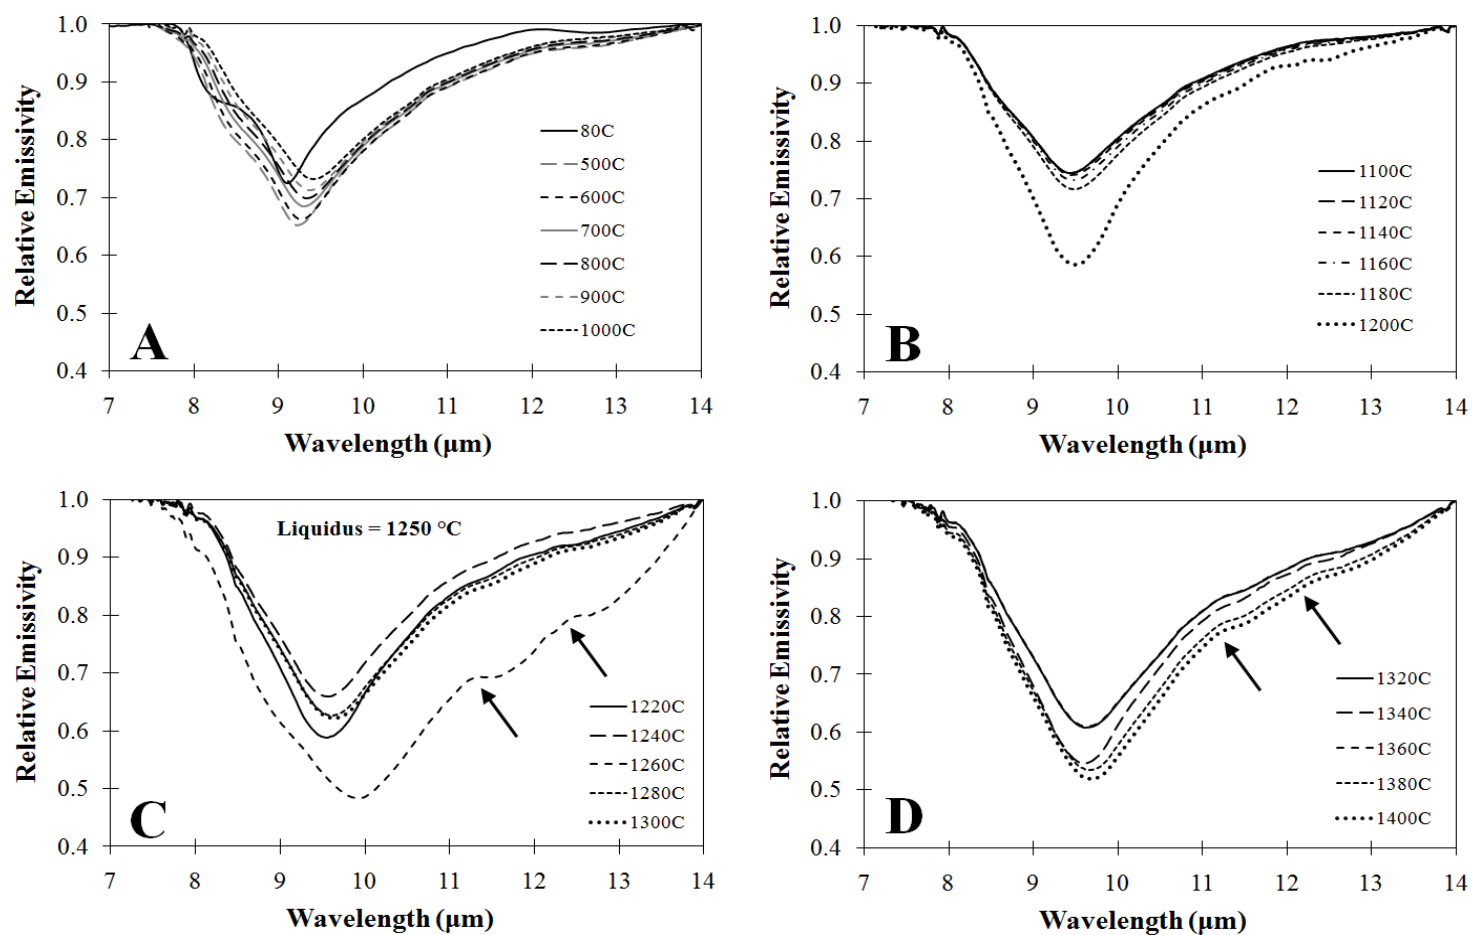 1.0
0.9
0.8
0.7
0.6
0.5
0.4
Relative Emissivity
80C
500C
600C
700C
800C
900C
1000C
A
7 8 9 10 11 12 13 14
Wavelength (μm)
1.0
0.9
0.8
0.7
0.6
0.5
0.4
Relative Emissivity
1100C
1120C
1140C
1160C
1180C
1200C
B
7 8 9 10 11 12 13 14
Wavelength (μm)
1.0
0.9
0.8
0.7
0.6
0.5
0.4
Relative Emissivity
Liquidus = 1250 °C
1220C
1240C
1260C
1280C
1300C
C
7 8 9 10 11 12 13 14
Wavelength (μm)
1.0
0.9
0.8
0.7
0.6
0.5
0.4
Relative Emissivity
1320C
1340C
1360C
1380C
1400C
D
7 8 9 10 11 12 13 14
Wavelength (μm)